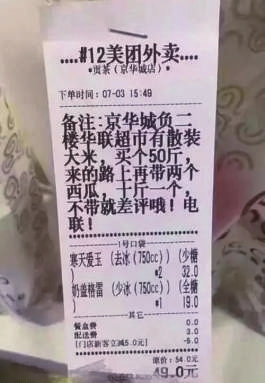 ....#12美团外卖....
*贡茶（京华城店）*
下单时间：07-03 15:49
备注：京华城负二
楼华联超市有散装
大米，买个50斤，
来的路上再带两个
西瓜，十斤一个，
不带就差评哦！电
联！
1号口袋
寒天爱玉（去冰(750cc)）（少糖
） *2 32.0
奶盖格雷（少冰(750cc)）（全糖
） *1 19.0
其它
餐盒费 0.0
配送费 3.0
[门店新客立减5.0元] -5.0
原价：54.0元
49.0元